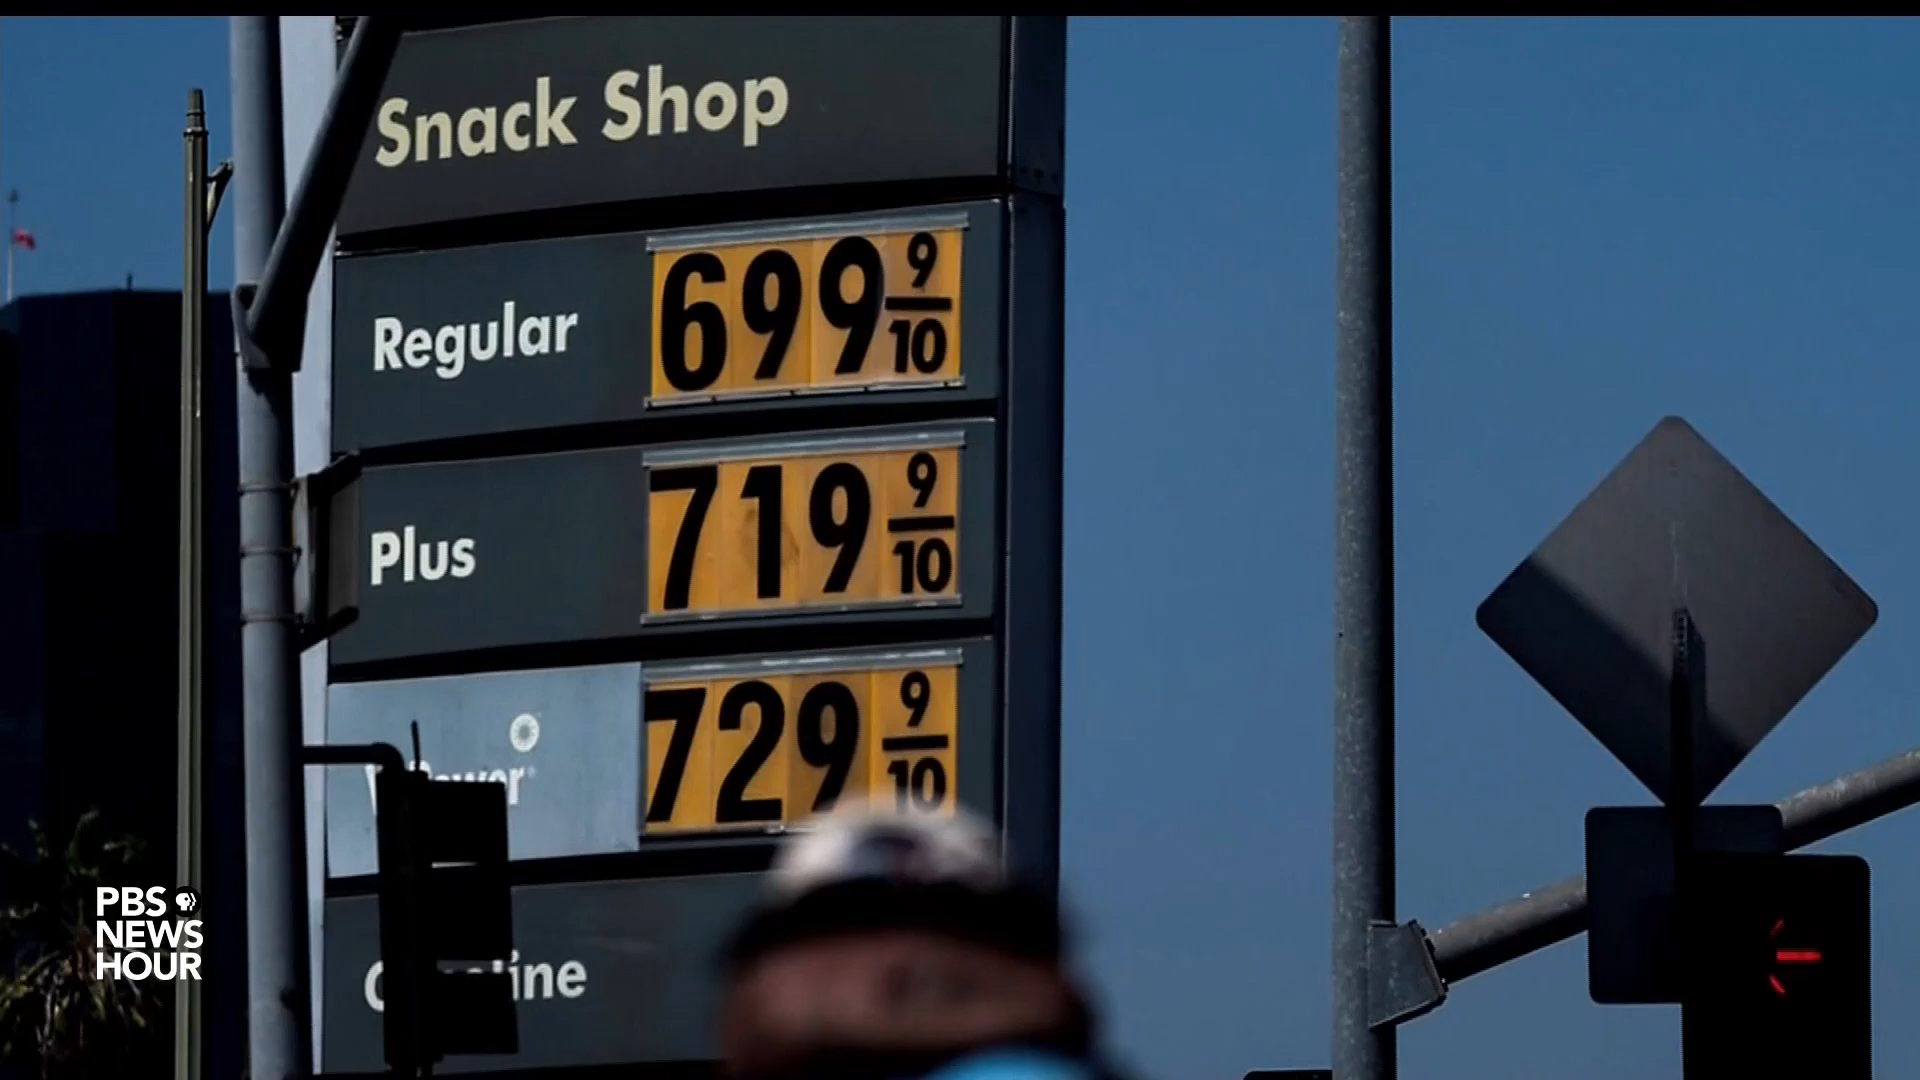 Snack Shop
Regular 699 9/10
Plus 719 9/10
729 9/10
PBS
NEWS
HOUR